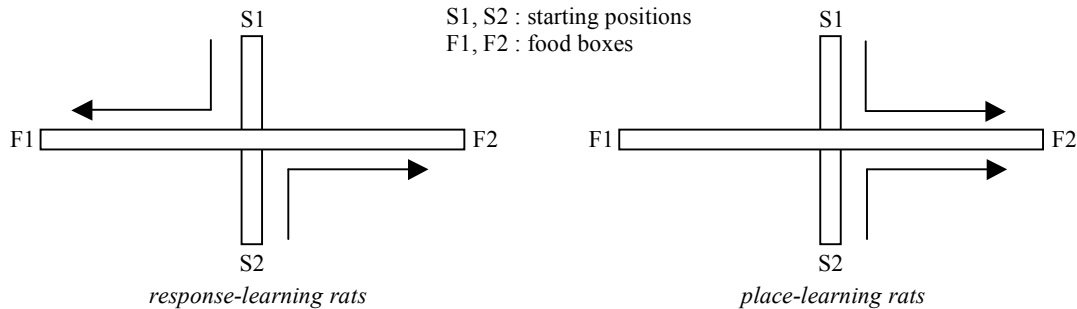 S1
S1, S2 : starting positions
F1, F2 : food boxes
S1
F1
F2
F1
F2
S2
S2
response-learning rats
place-learning rats